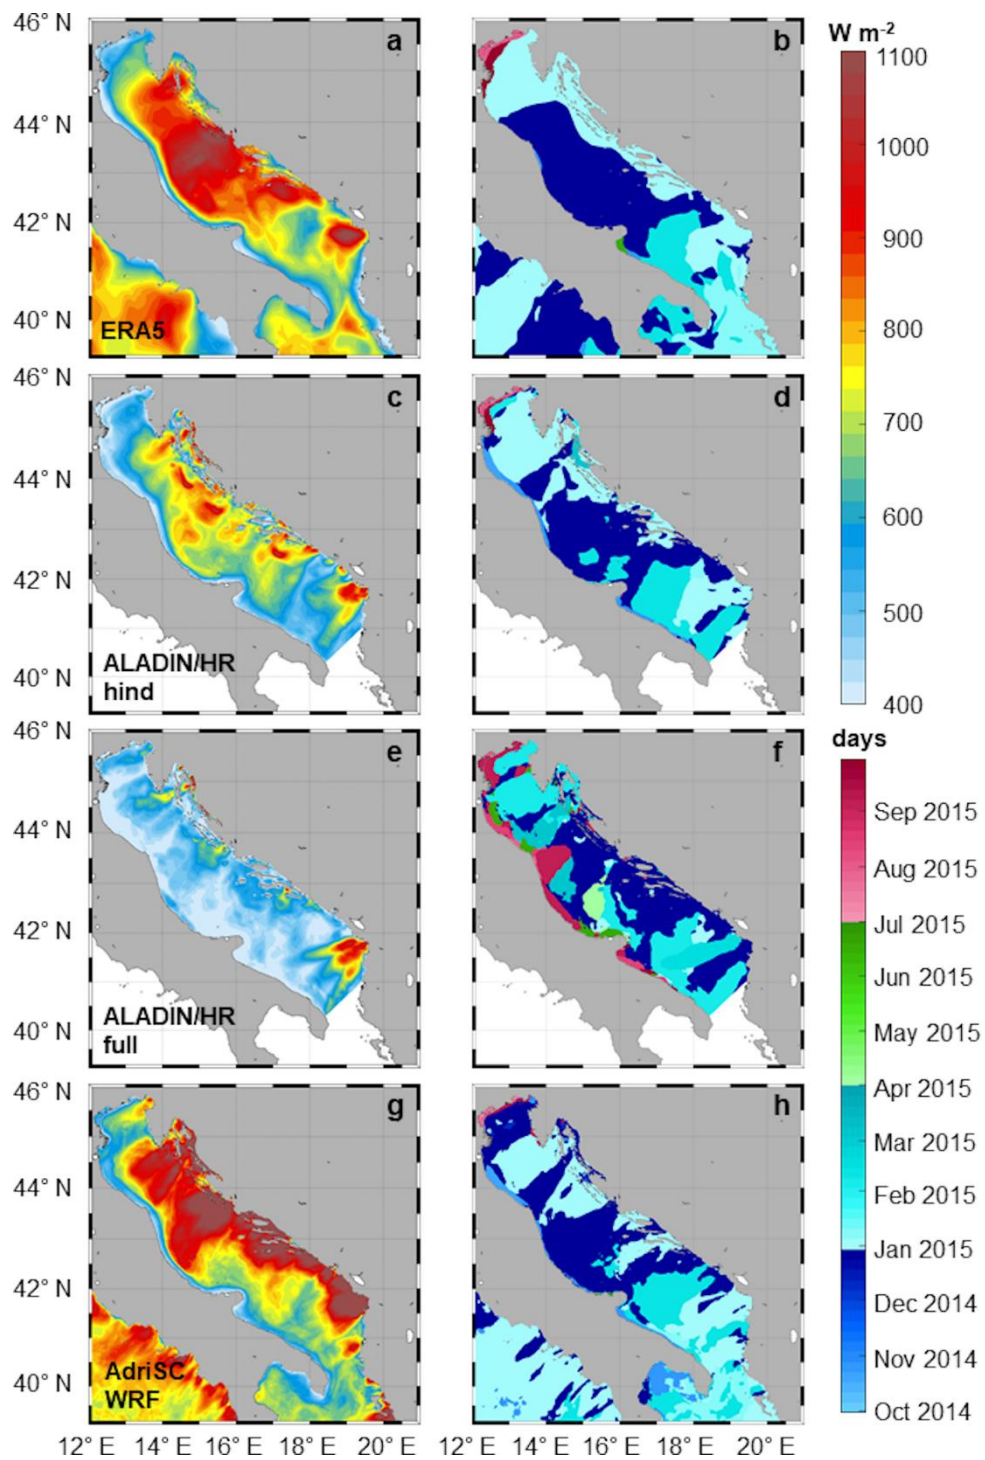 46° N
a
b
W m-2
1100
44° N
1000
42° N
900
40° N
ERA5
800
46° N
c
d
700
44° N
600
42° N
500
ALADIN/HR
hind
40° N
400
46° N
e
f
days
44° N
Sep 2015
Aug 2015
42° N
Jul 2015
Jun 2015
ALADIN/HR
full
40° N
May 2015
46° N
g
h
Apr 2015
Mar 2015
44° N
Feb 2015
Jan 2015
42° N
Dec 2014
AdriSC
WRF
40° N
Nov 2014
Oct 2014
12° E 14° E 16° E 18° E 20° E
12° E 14° E 16° E 18° E 20° E